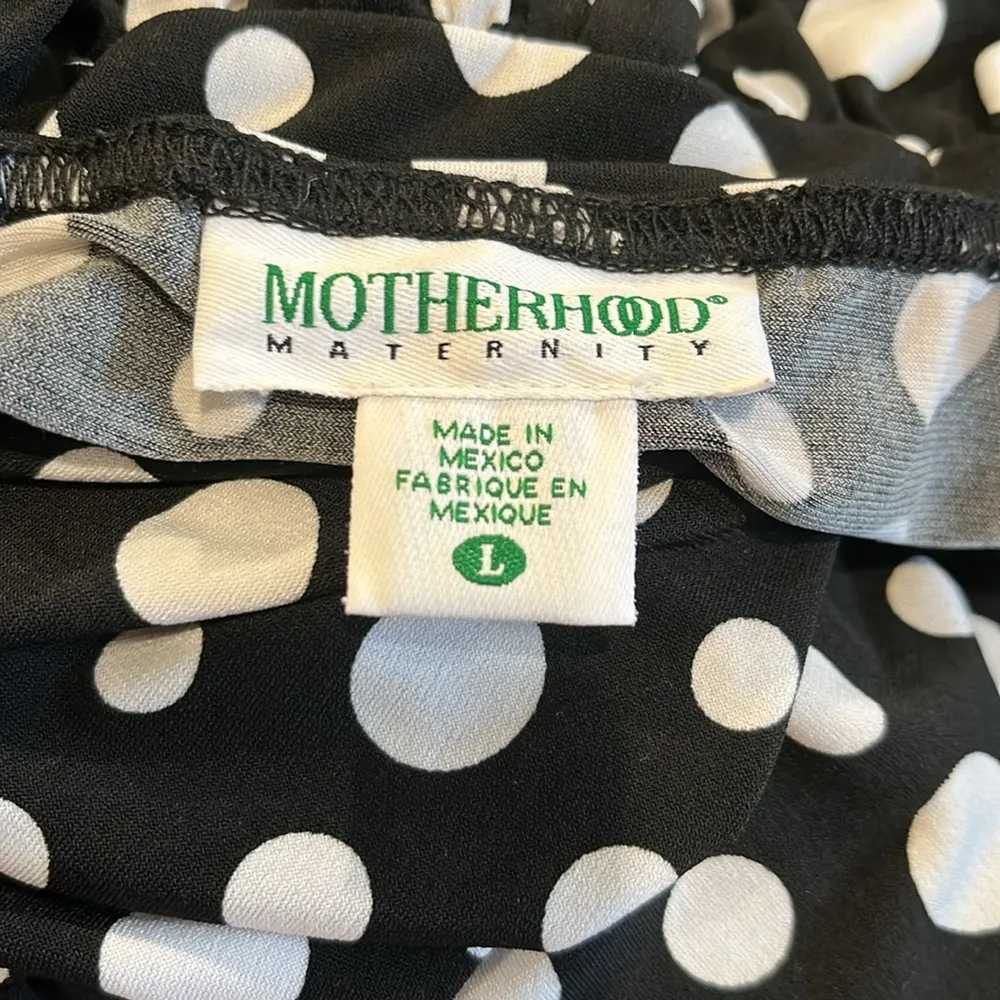 MOTHERHOOD®
MATERNITY
MADE IN
MEXICO
FABRIQUE EN
MEXIQUE
L